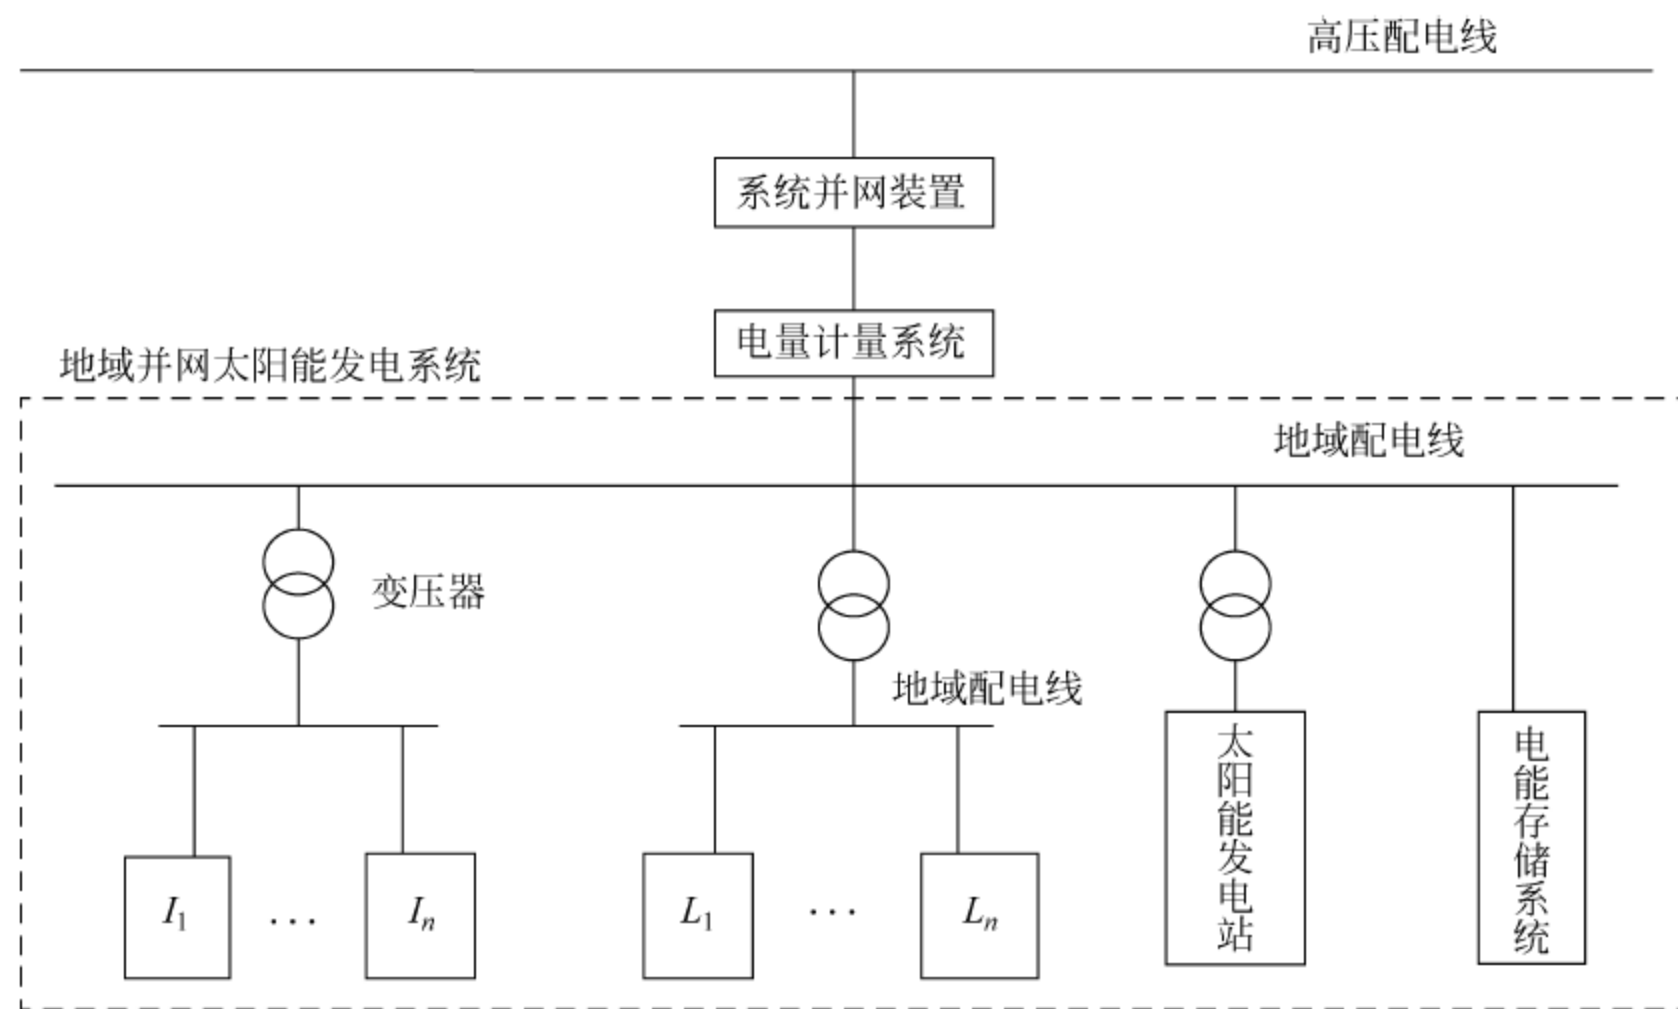 高压配电线
系统并网装置
电量计量系统
地域并网太阳能发电系统
地域配电线
变压器
地域配电线
I₁
...
Iₙ
L₁
...
Lₙ
太阳能发电站
电能存储系统